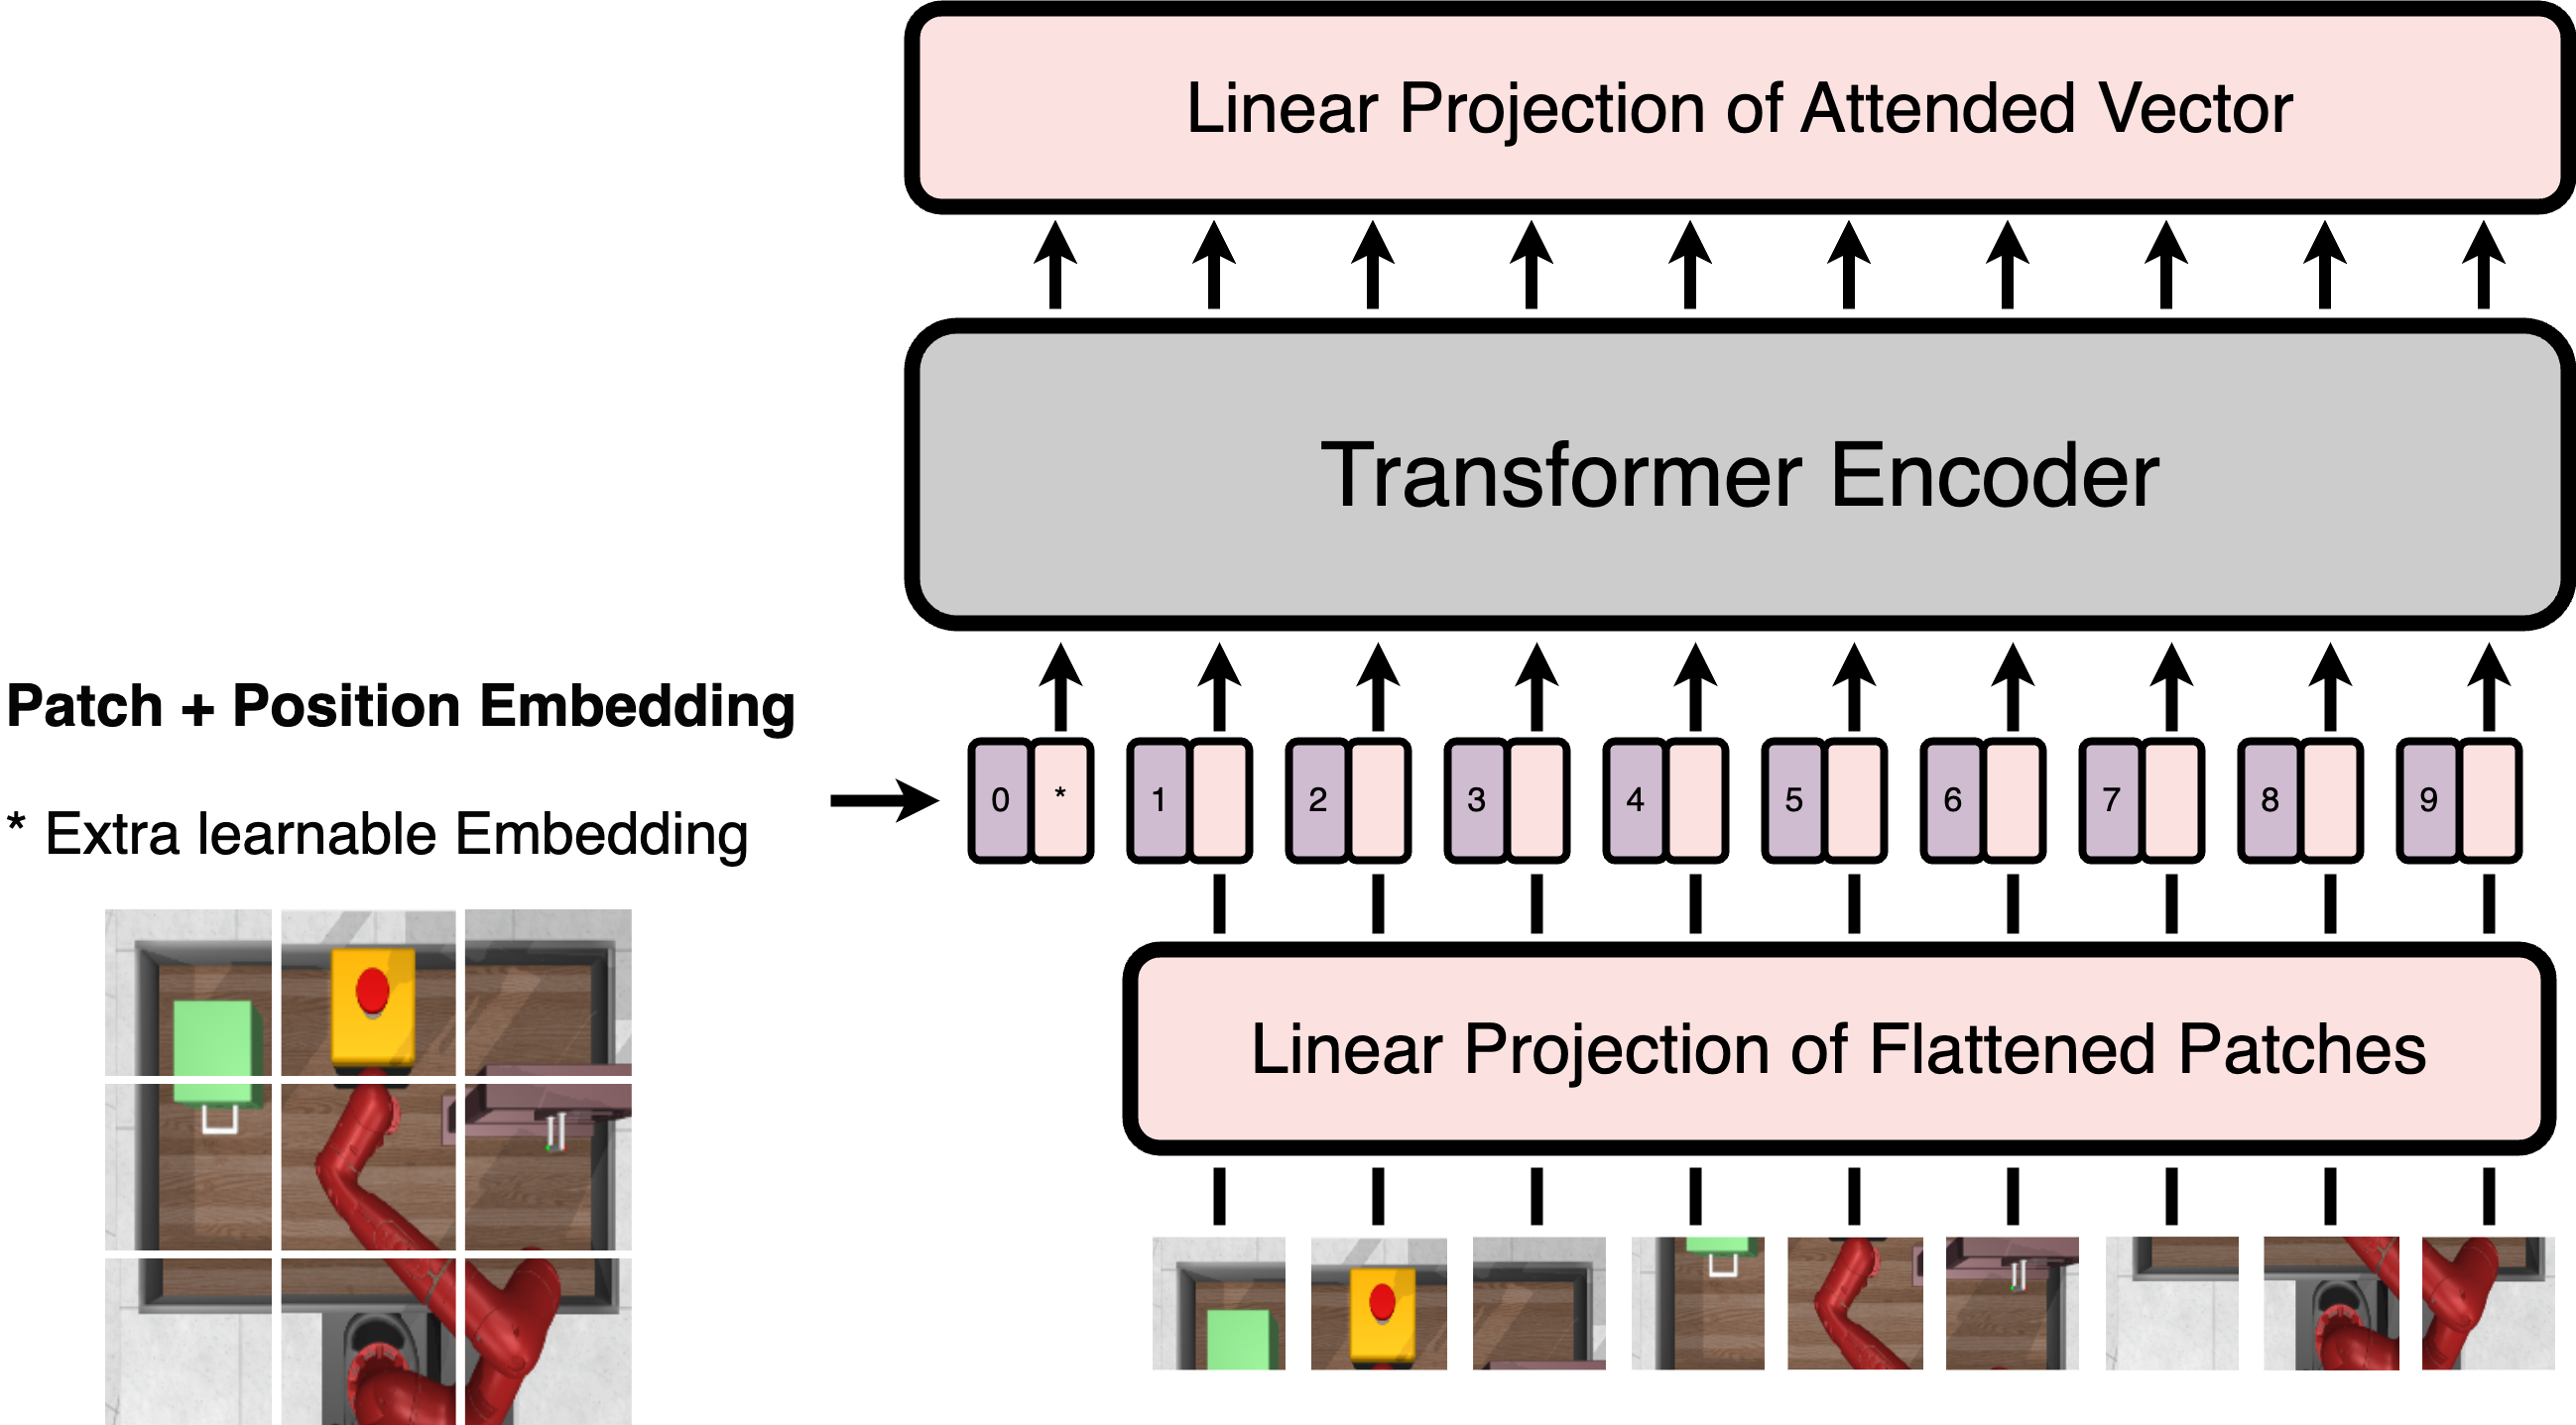 Linear Projection of Attended Vector
Transformer Encoder
Patch + Position Embedding
* Extra learnable Embedding
0 * 1 2 3 4 5 6 7 8 9
Linear Projection of Flattened Patches